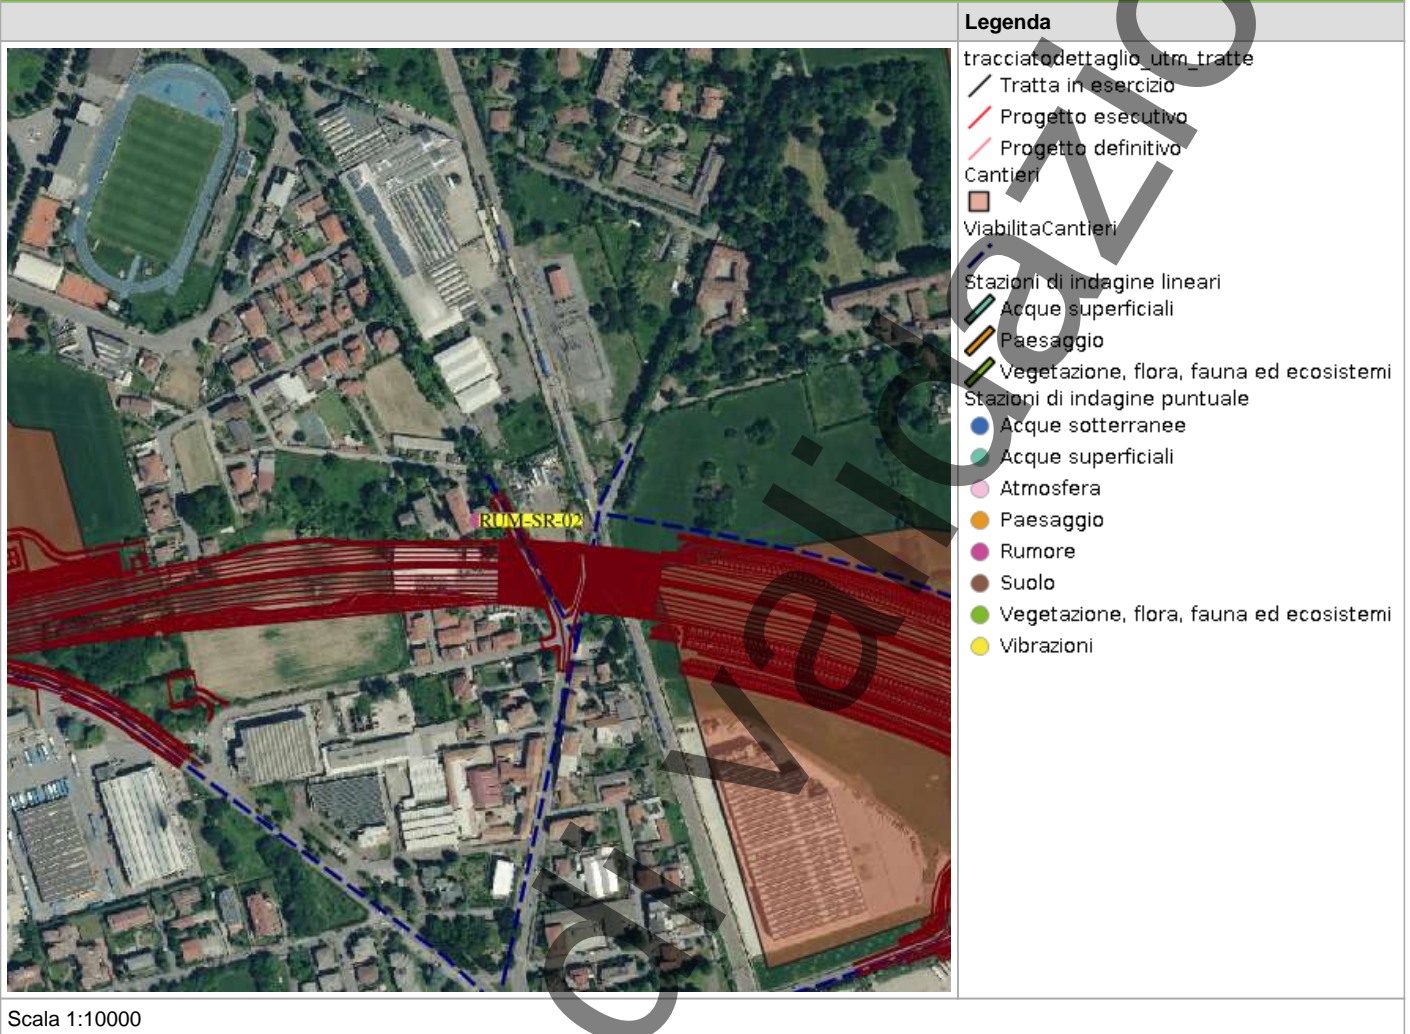 Legenda
tracciatodettaglio_utm_tratte
Tratta in esercizio
Progetto esecutivo
Progetto definitivo
Cantieri
ViabilitaCantieri
Stazioni di indagine lineari
Acque superficiali
Paesaggio
Vegetazione, flora, fauna ed ecosistemi
Stazioni di indagine puntuale
Acque sotterranee
Acque superficiali
Atmosfera
Paesaggio
Rumore
Suolo
Vegetazione, flora, fauna ed ecosistemi
Vibrazioni
RUM-SR-02
di validazio
Scala 1:10000